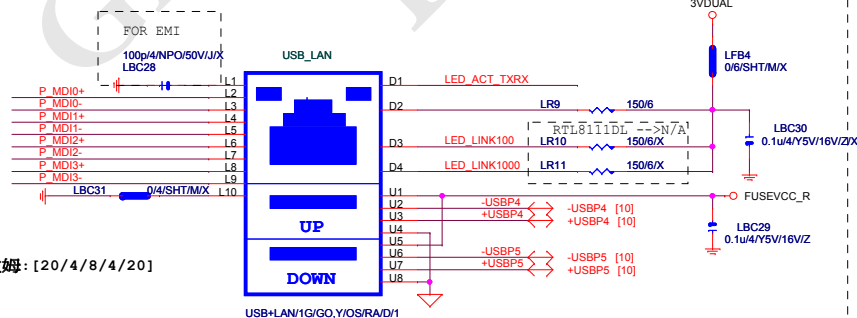 3VDUAL
FOR EMI
100p/4/NPO/50V/J/X
LBC28
USB_LAN
LFB4
0/6/SHT/M/X
P_MDI0+
P_MDI0-
P_MDI1+
P_MDI1-
P_MDI2+
P_MDI2-
P_MDI3+
P_MDI3-
L1
L2
L3
L4
L5
L6
L7
L8
L9
L10
LBC31
0/4/SHT/M/X
UP
DOWN
D1
D2
D3
D4
U1
U2
U3
U4
U5
U6
U7
U8
LED_ACT_TXRX
LR9 150/6
RTL8111DL -->N/A
LED_LINK100 LR10 150/6/X
LED_LINK1000 LR11 150/6/X
LBC30
0.1u/4/Y5V/16V/Z/X
FUSEVCC_R
-USBP4 -USBP4 [10]
+USBP4 +USBP4 [10]
LBC29
0.1u/4/Y5V/16V/Z
-USBP5 -USBP5 [10]
+USBP5 +USBP5 [10]
姆:[20/4/8/4/20]
USB+LAN/1G/GO,Y/OS/RA/D/1